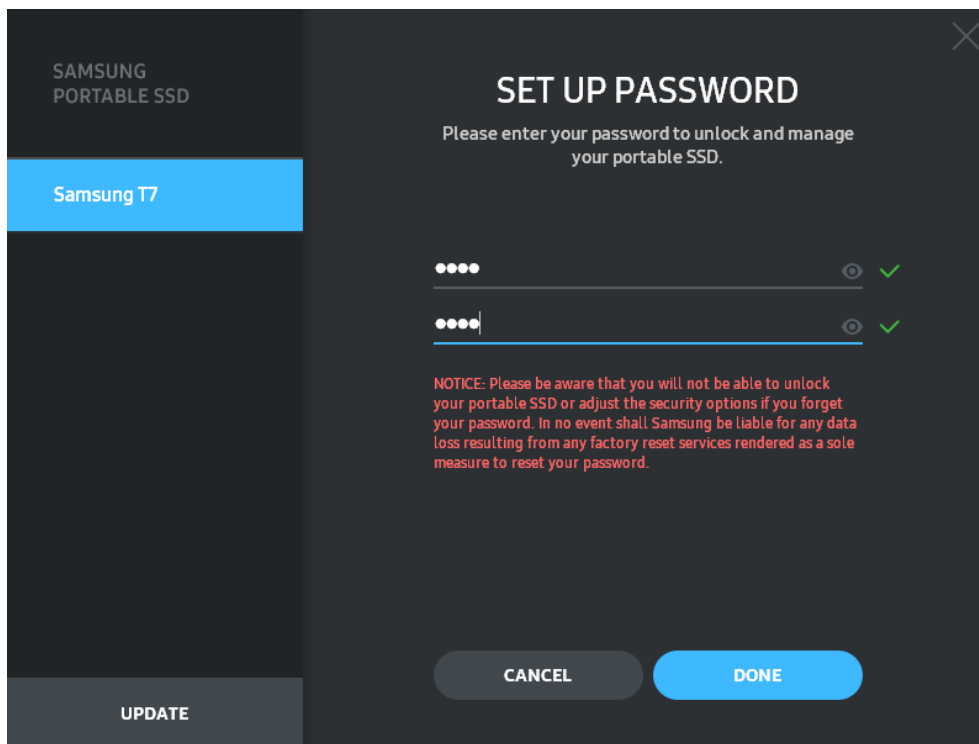 SAMSUNG
PORTABLE SSD
Samsung T7
UPDATE
SET UP PASSWORD
Please enter your password to unlock and manage
your portable SSD.
••••
••••
NOTICE: Please be aware that you will not be able to unlock
your portable SSD or adjust the security options if you forget
your password. In no event shall Samsung be liable for any data
loss resulting from any factory reset services rendered as a sole
measure to reset your password.
CANCEL
DONE